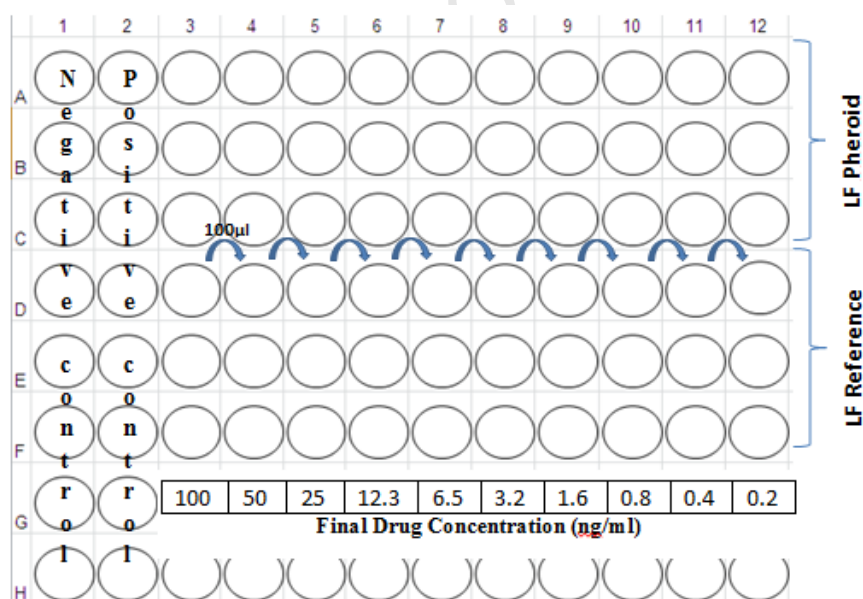 1 2 3 4 5 6 7 8 9 10 11 12
A
B
C
D
E
F
G
H
Negative control
Positive control
100µl
LF Pheroid
LF Reference
100 50 25 12.3 6.5 3.2 1.6 0.8 0.4 0.2
Final Drug Concentration (ng/ml)